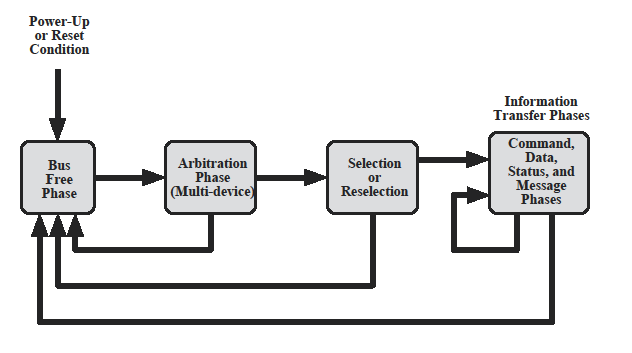 Power-Up
or Reset
Condition
Information
Transfer Phases
Bus
Free
Phase
Arbitration
Phase
(Multi-device)
Selection
or
Reselection
Command,
Data,
Status, and
Message
Phases